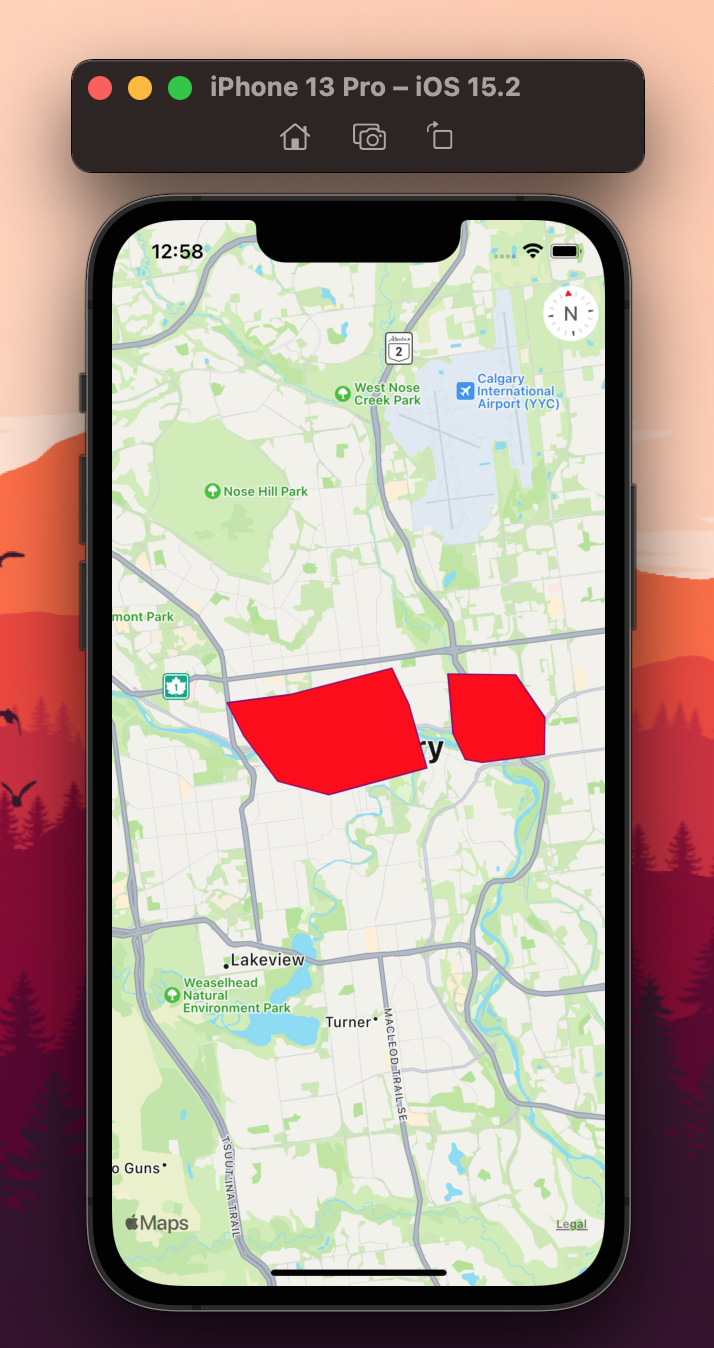 iPhone 13 Pro – iOS 15.2
12:58
N
Alberta
2
West Nose
Creek Park
Calgary
International
Airport (YYC)
Nose Hill Park
mont Park
1
ry
Lakeview
Weaselhead
Natural
Environment Park
Turner
MACLEOD TRAIL SE
TSUUT'INA TRAIL
o Guns
Maps
Legal